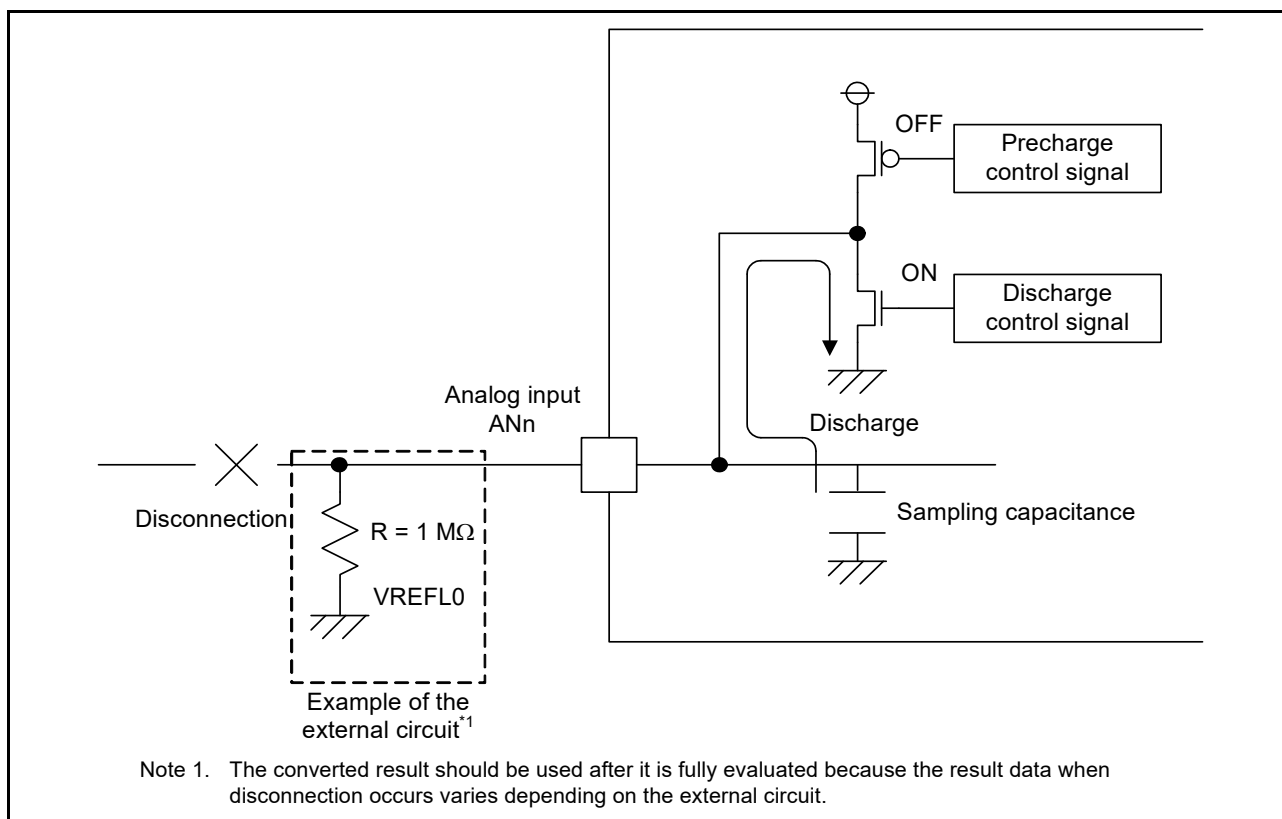 OFF
Precharge
control signal
ON
Discharge
control signal
Analog input
ANn
Discharge
Disconnection
R = 1 MΩ
Sampling capacitance
VREFL0
Example of the
external circuit*1
Note 1. The converted result should be used after it is fully evaluated because the result data when
disconnection occurs varies depending on the external circuit.